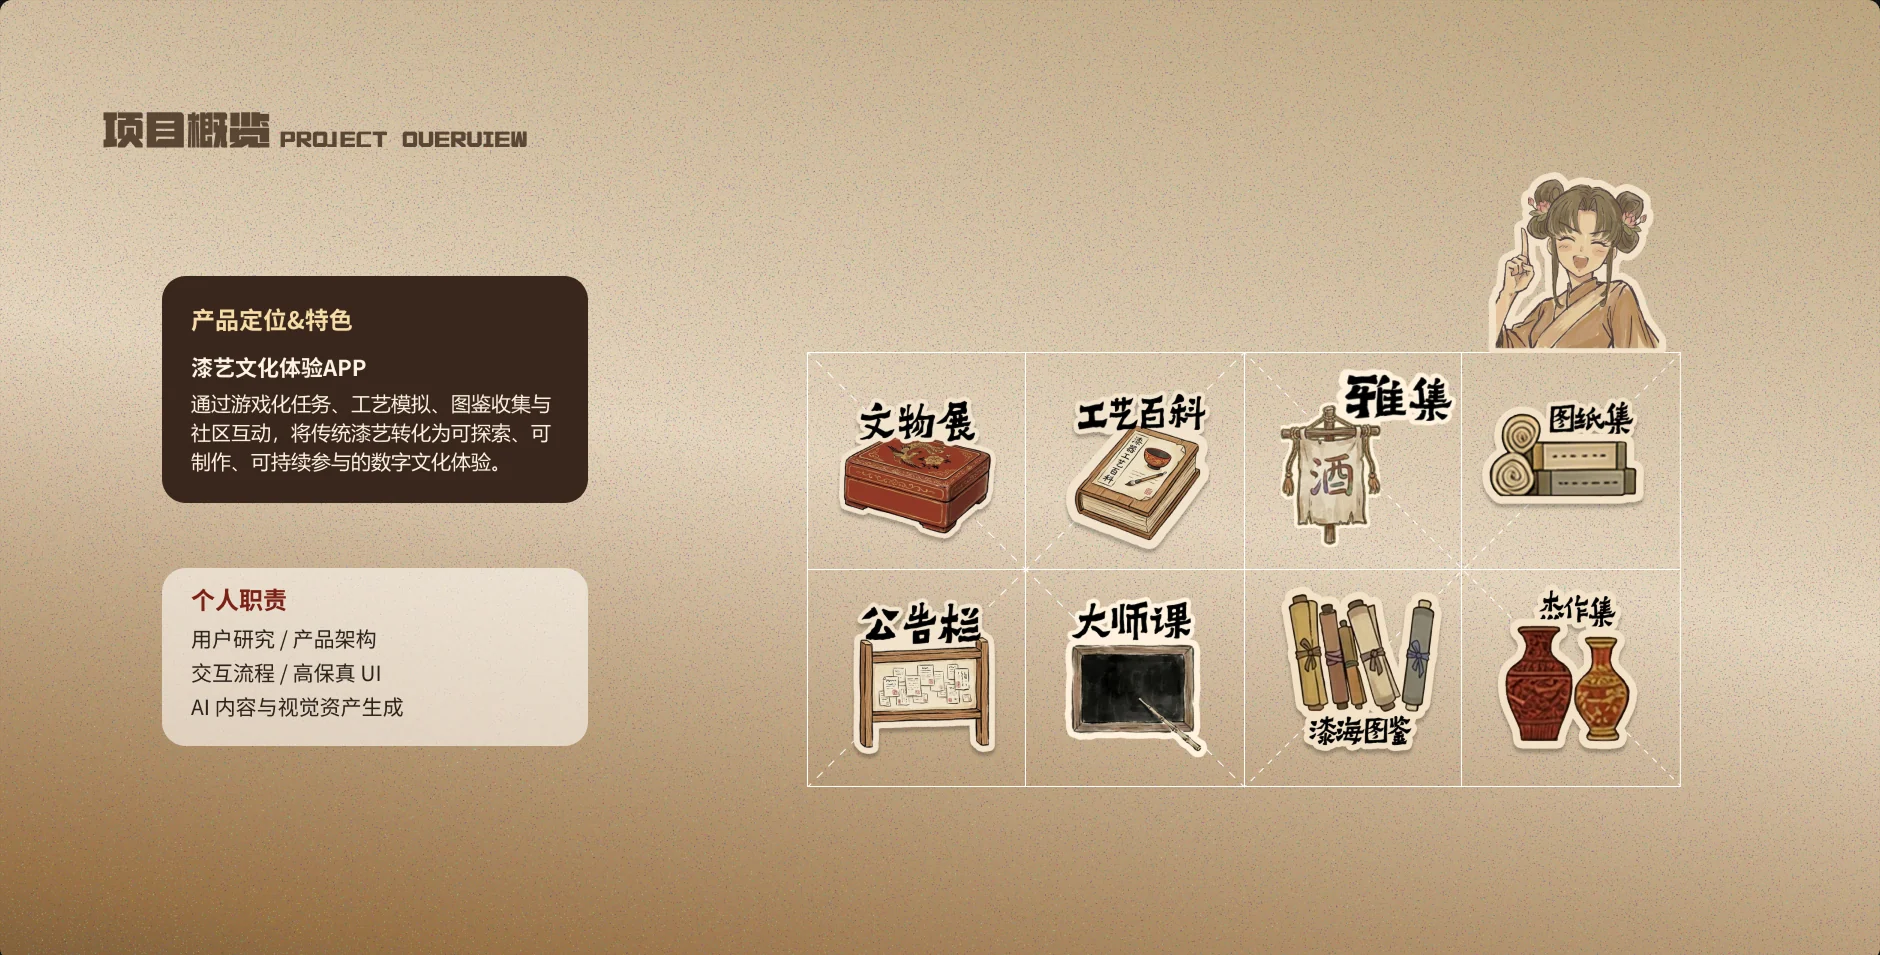 项目概览 PROJECT OVERVIEW
产品定位&特色
漆艺文化体验APP
通过游戏化任务、工艺模拟、图鉴收集与
社区互动，将传统漆艺转化为可探索、可
制作、可持续参与的数字文化体验。
个人职责
用户研究 / 产品架构
交互流程 / 高保真 UI
AI 内容与视觉资产生成
文物展
工艺百科
漆器工艺百科
雅集
酒
图纸集
公告栏
大师课
漆海图鉴
杰作集